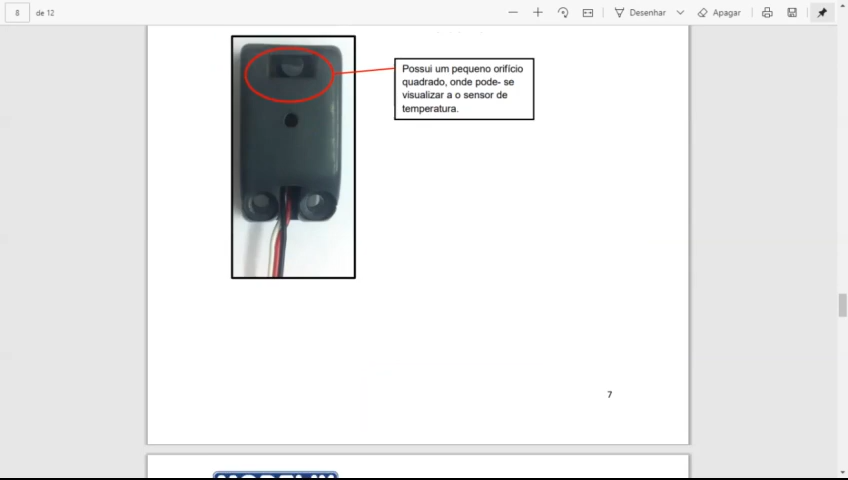 8 de 12 Desenhar Apagar
Possui um pequeno orifício
quadrado, onde pode- se
visualizar a o sensor de
temperatura.
7